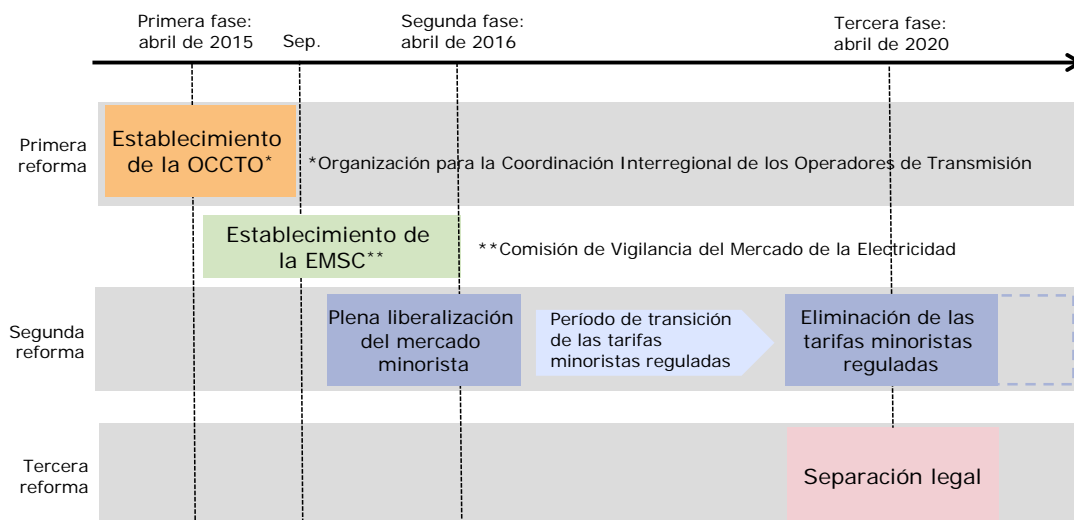 Primera fase:
abril de 2015
Sep.
Segunda fase:
abril de 2016
Tercera fase:
abril de 2020
Primera
reforma
Establecimiento
de la OCCTO*
*Organización para la Coordinación Interregional de los Operadores de Transmisión
Establecimiento de
la EMSC**
**Comisión de Vigilancia del Mercado de la Electricidad
Segunda
reforma
Plena liberalización
del mercado
minorista
Período de transición
de las tarifas
minoristas reguladas
Eliminación de las
tarifas minoristas
reguladas
Tercera
reforma
Separación legal